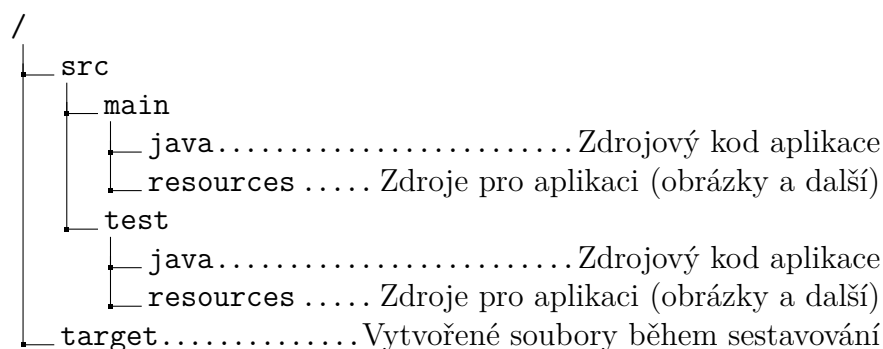 /
src
main
java.........................Zdrojový kod aplikace
resources ..... Zdroje pro aplikaci (obrázky a další)
test
java.........................Zdrojový kod aplikace
resources ..... Zdroje pro aplikaci (obrázky a další)
target..............Vytvořené soubory během sestavování